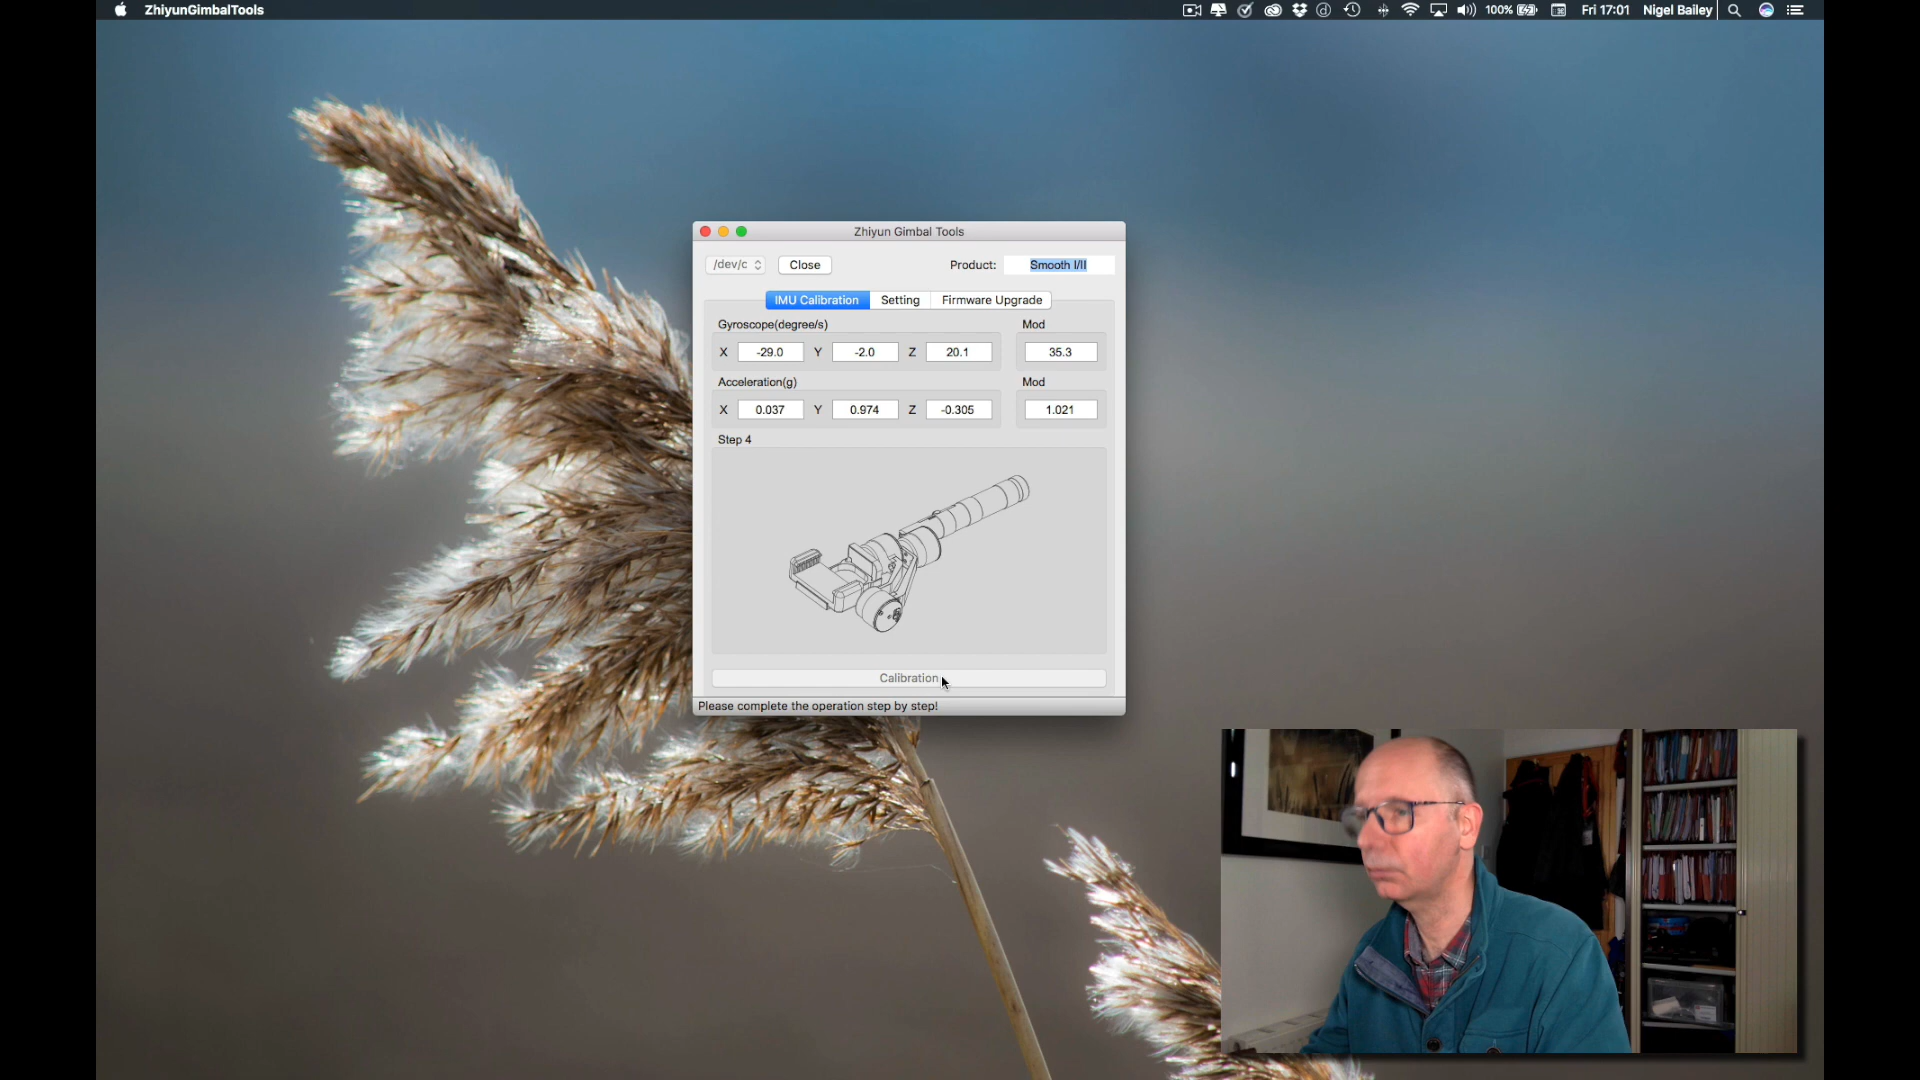 ZhiyunGimbalTools
100%
Fri 17:01 Nigel Bailey
Zhiyun Gimbal Tools
/dev/c
Close
Product:
Smooth I/II
IMU Calibration
Setting
Firmware Upgrade
Gyroscope(degree/s)
Mod
X -29.0 Y -2.0 Z 20.1
35.3
Acceleration(g)
Mod
X 0.037 Y 0.974 Z -0.305
1.021
Step 4
Calibration
Please complete the operation step by step!